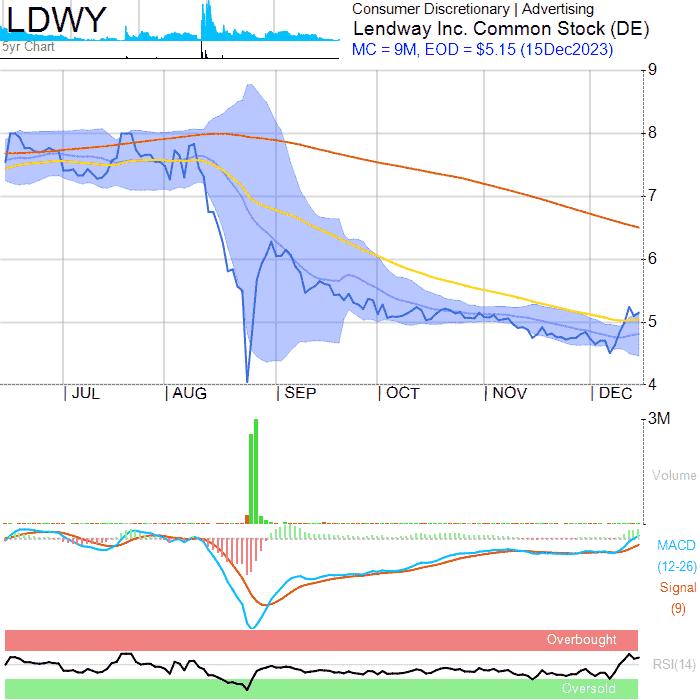 LDWY
5yr Chart
Consumer Discretionary | Advertising
Lendway Inc. Common Stock (DE)
MC = 9M, EOD = $5.15 (15Dec2023)
9
8
7
6
5
4
| JUL | AUG | SEP | OCT | NOV | DEC
3M
Volume
MACD
(12-26)
Signal
(9)
Overbought
RSI(14)
Oversold